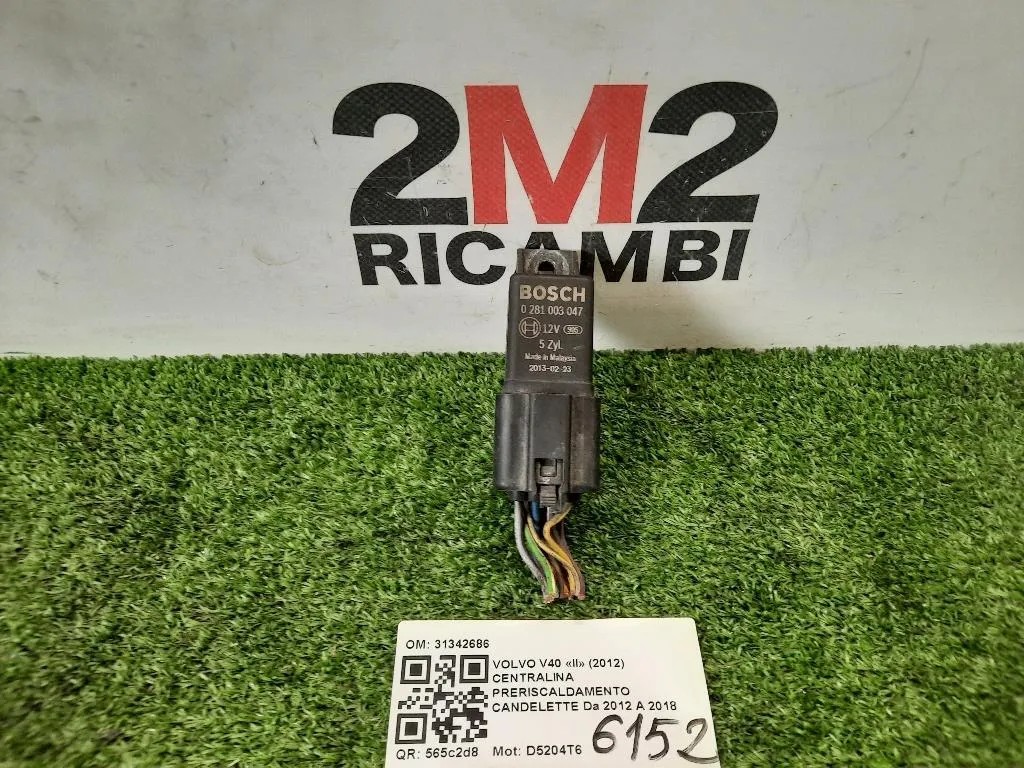 2M2
RICAMBI
BOSCH
0 281 003 047
12V 905
5 Zyl.
Made in Malaysia
2013-02-23
OM: 31342686
VOLVO V40 «II» (2012)
CENTRALINA
PRERISCALDAMENTO
CANDELETTE Da 2012 A 2018
6152
QR: 565c2d8 Mot: D5204T6